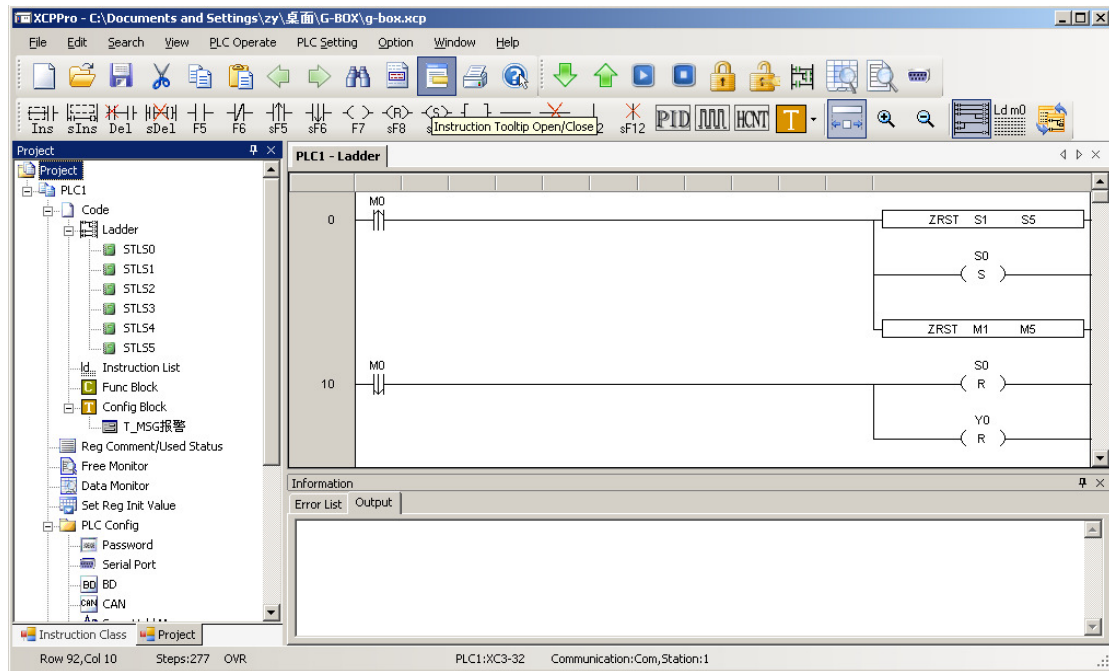 XCPPro - C:\Documents and Settings\zy\桌面\G-BOX\g-box.xcp
File Edit Search View PLC Operate PLC Setting Option Window Help
Ins sIns Del sDel F5 F6 sF5 sF6 F7 sF8 Instruction Tooltip Open/Close 2 sF12 PID HCNT T Ld m0
Project
Project
PLC1
Code
Ladder
STLS0
STLS1
STLS2
STLS3
STLS4
STLS5
Instruction List
Func Block
Config Block
T_MSG报警
Reg Comment/Used Status
Free Monitor
Data Monitor
Set Reg Init Value
PLC Config
Password
Serial Port
BD BD
CAN CAN
Instruction Class Project
PLC1 - Ladder
M0
0 ZRST S1 S5
S0
( S )
ZRST M1 M5
M0 S0
10 ( R )
Y0
( R )
Information
Error List Output
Row 92,Col 10 Steps:277 OVR PLC1:XC3-32 Communication:Com,Station:1